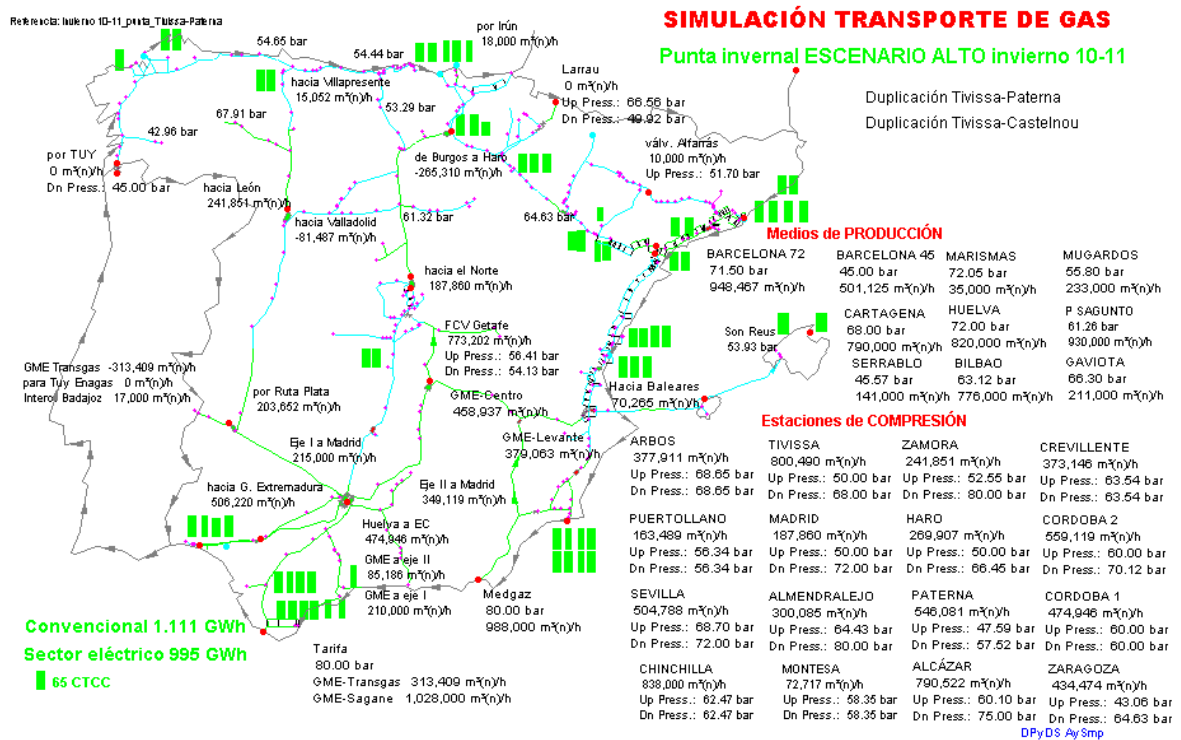 Referencia: Invierno 10-11_punta_Tivissa-Paterna
SIMULACIÓN TRANSPORTE DE GAS
Punta invernal ESCENARIO ALTO invierno 10-11
Duplicación Tivissa-Paterna
Duplicación Tivissa-Castelnou
54.65 bar
54.44 bar
por Irún
18,000 m³(n)/h
hacia Villapresente
15,052 m³(n)/h
53.29 bar
67.91 bar
42.96 bar
Larrau
0 m³(n)/h
Up Press.: 66.56 bar
Dn Press.: 49.92 bar
por TUY
0 m³(n)/h
Dn Press.: 45.00 bar
de Burgos a Haro
-265,310 m³(n)/h
válv. Alfarrás
10,000 m³(n)/h
Up Press.: 51.70 bar
hacia León
241,851 m³(n)/h
hacia Valladolid
-81,487 m³(n)/h
61.32 bar
64.63 bar
hacia el Norte
187,860 m³(n)/h
FCV Getafe
773,202 m³(n)/h
Up Press.: 56.41 bar
Dn Press.: 54.13 bar
Son Reus
53.93 bar
GME Transgas -313,409 m³(n)/h
para Tuy Enagas 0 m³(n)/h
Interc. Badajoz 17,000 m³(n)/h
por Ruta Plata
203,652 m³(n)/h
GME-Centro
458,937 m³(n)/h
Hacia Baleares
70,265 m³(n)/h
Eje I a Madrid
215,000 m³(n)/h
GME-Levante
379,063 m³(n)/h
hacia G. Extremadura
506,220 m³(n)/h
Eje II a Madrid
349,119 m³(n)/h
Huelva a EC
474,946 m³(n)/h
GME a eje II
85,186 m³(n)/h
GME a eje I
210,000 m³(n)/h
Medgaz
80.00 bar
988,000 m³(n)/h
Tarifa
80.00 bar
GME-Transgas 313,409 m³(n)/h
GME-Sagane 1,028,000 m³(n)/h
Convencional 1.111 GWh
Sector eléctrico 995 GWh
65 CTCC
Medios de PRODUCCIÓN
BARCELONA 72
71.50 bar
948,467 m³(n)/h
BARCELONA 45
45.00 bar
501,125 m³(n)/h
MARISMAS
72.05 bar
35,000 m³(n)/h
MUGARDOS
55.80 bar
233,000 m³(n)/h
CARTAGENA
68.00 bar
790,000 m³(n)/h
HUELVA
72.00 bar
820,000 m³(n)/h
P SAGUNTO
61.26 bar
930,000 m³(n)/h
SERRABLO
45.57 bar
141,000 m³(n)/h
BILBAO
63.12 bar
776,000 m³(n)/h
GAVIOTA
66.30 bar
211,000 m³(n)/h
Estaciones de COMPRESIÓN
ARBOS
377,911 m³(n)/h
Up Press.: 68.65 bar
Dn Press.: 68.65 bar
TIVISSA
800,490 m³(n)/h
Up Press.: 50.00 bar
Dn Press.: 68.00 bar
ZAMORA
241,851 m³(n)/h
Up Press.: 52.55 bar
Dn Press.: 80.00 bar
CREVILLENTE
373,146 m³(n)/h
Up Press.: 63.54 bar
Dn Press.: 63.54 bar
PUERTOLLANO
163,489 m³(n)/h
Up Press.: 56.34 bar
Dn Press.: 56.34 bar
MADRID
187,860 m³(n)/h
Up Press.: 50.00 bar
Dn Press.: 72.00 bar
HARO
269,907 m³(n)/h
Up Press.: 50.00 bar
Dn Press.: 66.45 bar
CORDOBA 2
559,119 m³(n)/h
Up Press.: 60.00 bar
Dn Press.: 70.12 bar
SEVILLA
504,788 m³(n)/h
Up Press.: 68.70 bar
Dn Press.: 72.00 bar
ALMENDRALEJO
300,085 m³(n)/h
Up Press.: 64.43 bar
Dn Press.: 80.00 bar
PATERNA
546,081 m³(n)/h
Up Press.: 47.59 bar
Dn Press.: 57.52 bar
CORDOBA 1
474,946 m³(n)/h
Up Press.: 60.00 bar
Dn Press.: 60.00 bar
CHINCHILLA
838,000 m³(n)/h
Up Press.: 62.47 bar
Dn Press.: 62.47 bar
MONTESA
72,717 m³(n)/h
Up Press.: 58.35 bar
Dn Press.: 58.35 bar
ALCÁZAR
790,522 m³(n)/h
Up Press.: 60.10 bar
Dn Press.: 75.00 bar
ZARAGOZA
434,474 m³(n)/h
Up Press.: 43.06 bar
Dn Press.: 64.63 bar
DPyDS AySmp